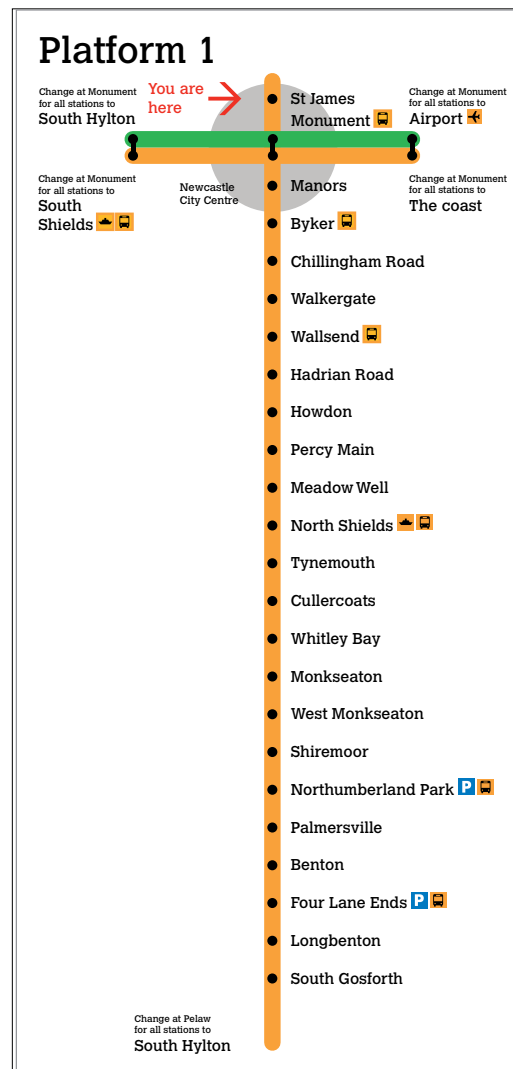 Platform 1
Change at Monument
for all stations to
South Hylton
You are
here
St James
Monument
Change at Monument
for all stations to
Airport
Change at Monument
for all stations to
South
Shields
Newcastle
City Centre
Manors
Change at Monument
for all stations to
The coast
Byker
Chillingham Road
Walkergate
Wallsend
Hadrian Road
Howdon
Percy Main
Meadow Well
North Shields
Tynemouth
Cullercoats
Whitley Bay
Monkseaton
West Monkseaton
Shiremoor
Northumberland Park P
Palmersville
Benton
Four Lane Ends P
Longbenton
South Gosforth
Change at Pelaw
for all stations to
South Hylton